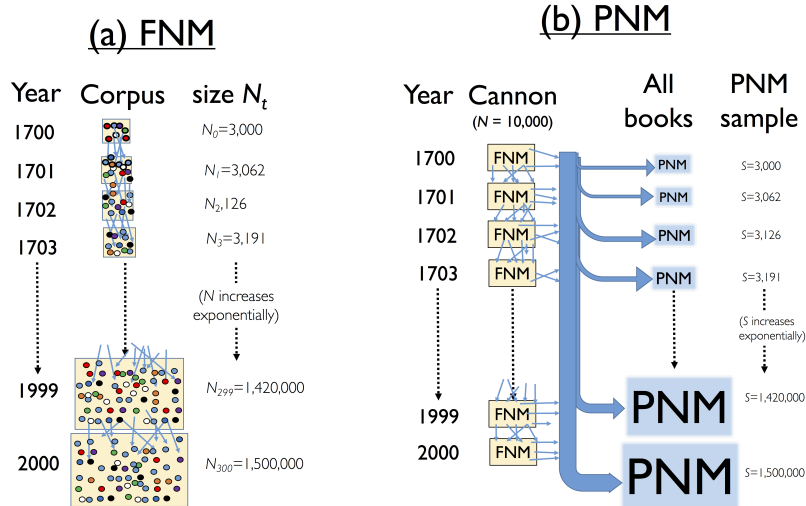 (a) FNM
Year Corpus size Nt
1700 N0=3,000
1701 N1=3,062
1702 N2,126
1703 N3=3,191
(N increases
exponentially)
1999 N299=1,420,000
2000 N300=1,500,000
(b) PNM
Year Cannon All PNM
(N = 10,000) books sample
1700 FNM PNM S=3,000
1701 FNM PNM S=3,062
1702 FNM PNM S=3,126
1703 FNM PNM S=3,191
(S increases
exponentially)
1999 FNM PNM S=1,420,000
2000 FNM PNM S=1,500,000